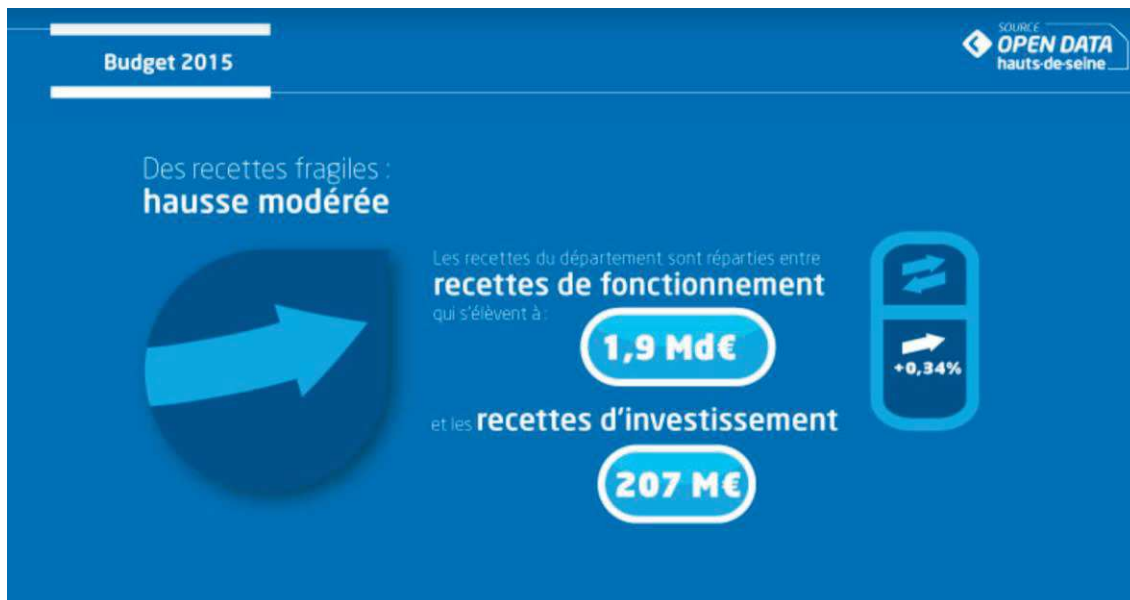 Budget 2015
SOURCE
OPEN DATA
hauts-de-seine
Des recettes fragiles :
hausse modérée
Les recettes du département sont réparties entre
recettes de fonctionnement
qui s'élèvent à :
1,9 Md€
+0,34%
et les recettes d'investissement
207 M€